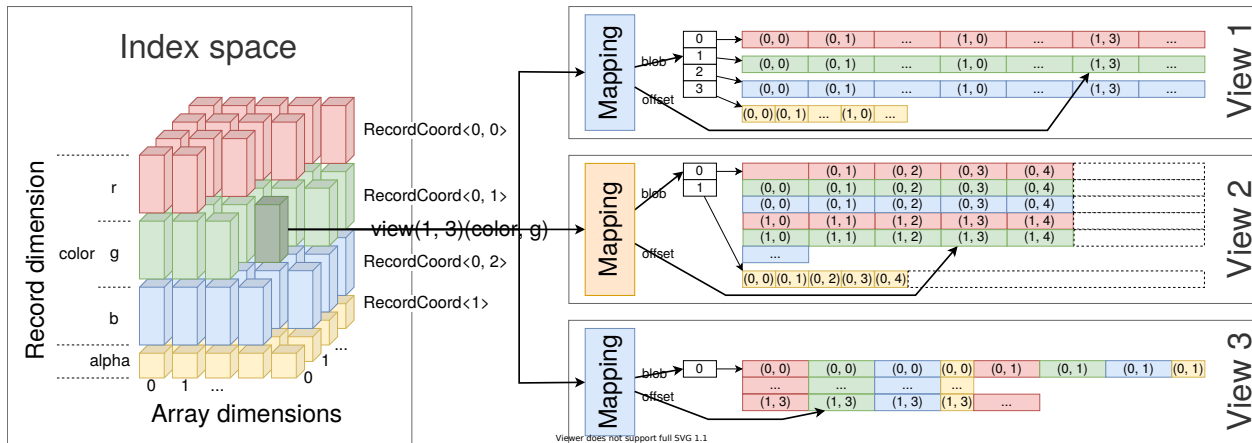 Index space
Record dimension
color
r
g
b
alpha
0
1
...
0
1
...
Array dimensions
RecordCoord<0, 0>
RecordCoord<0, 1>
view(1, 3)(color, g)
RecordCoord<0, 2>
RecordCoord<1>
View 1
Mapping
blob
offset
0
1
2
3
(0, 0) (0, 1) ... (1, 0) ... (1, 3) ...
(0, 0) (0, 1) ... (1, 0) ... (1, 3) ...
(0, 0) (0, 1) ... (1, 0) ... (1, 3) ...
(0, 0) (0, 1) ... (1, 0) ...
View 2
Mapping
blob
offset
0
1
(0, 1) (0, 2) (0, 3) (0, 4)
(0, 0) (0, 1) (0, 2) (0, 3) (0, 4)
(0, 0) (0, 1) (0, 2) (0, 3) (0, 4)
(1, 0) (1, 1) (1, 2) (1, 3) (1, 4)
(1, 0) (1, 1) (1, 2) (1, 3) (1, 4)
...
(0, 0) (0, 1) (0, 2) (0, 3) (0, 4)
View 3
Mapping
blob
offset
0
(0, 0) (0, 0) (0, 0) (0, 0) (0, 1) (0, 1) (0, 1) (0, 1)
... ... ... ...
(1, 3) (1, 3) (1, 3) (1, 3) ...
Viewer does not support full SVG 1.1